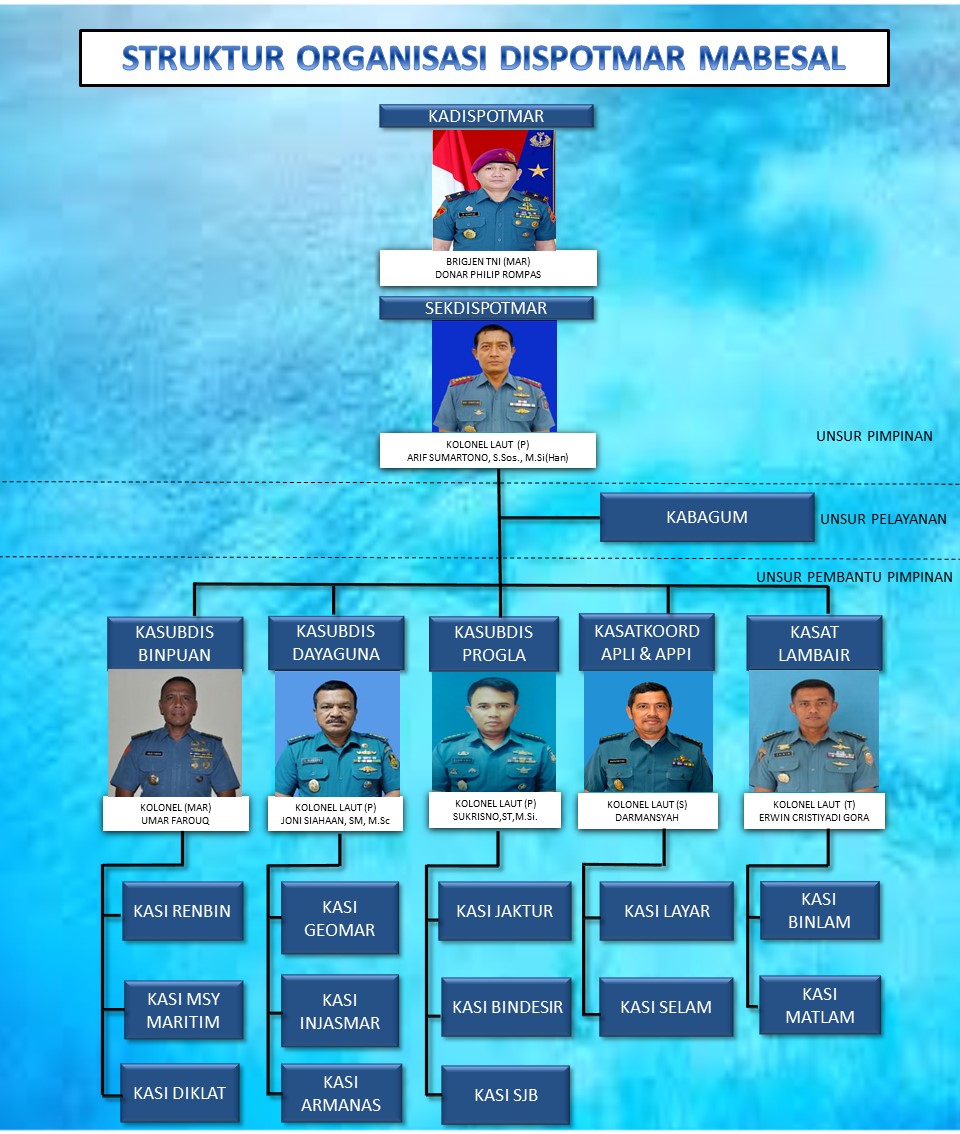 STRUKTUR ORGANISASI DISPOTMAR MABESAL
KADISPOTMAR
BRIGJEN TNI (MAR)
DONAR PHILIP ROMPAS
SEKDISPOTMAR
KOLONEL LAUT (P)
ARIF SUMARTONO, S.Sos., M.Si(Han)
UNSUR PIMPINAN
KABAGUM
UNSUR PELAYANAN
UNSUR PEMBANTU PIMPINAN
KASUBDIS
BINPUAN
KOLONEL (MAR)
UMAR FAROUQ
KASUBDIS
DAYAGUNA
KOLONEL LAUT (P)
JONI SIAHAAN, SM, M.Sc
KASUBDIS
PROGLA
KOLONEL LAUT (P)
SUKRISNO,ST,M.Si.
KASATKOORD
APLI & APPI
KOLONEL LAUT (S)
DARMANSYAH
KASAT
LAMBAIR
KOLONEL LAUT (T)
ERWIN CRISTIYADI GORA
KASI RENBIN
KASI MSY
MARITIM
KASI DIKLAT
KASI
GEOMAR
KASI
INJASMAR
KASI
ARMANAS
KASI JAKTUR
KASI BINDESIR
KASI SJB
KASI LAYAR
KASI SELAM
KASI
BINLAM
KASI
MATLAM